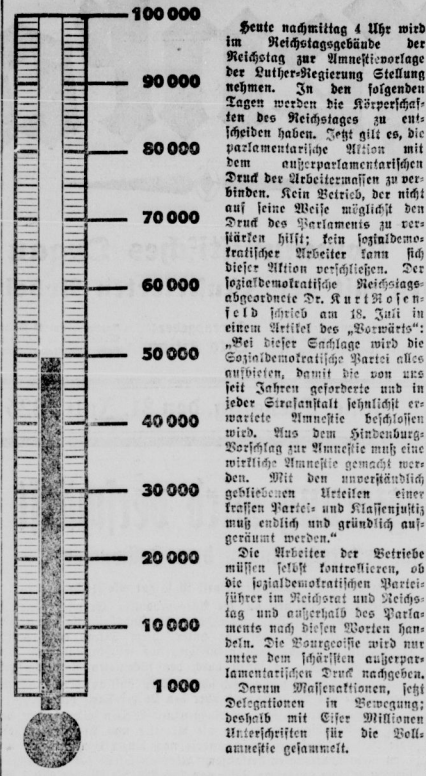 100 000
90 000
80 000
70 000
60 000
50 000
40 000
30 000
20 000
10 000
1 000
Heute nachmittag 4 Uhr wird
im Reichstagsgebäude der
Reichstag zur Amnestievorlage
der Luther-Regierung Stellung
nehmen. In den folgenden
Tagen werden die Körperschaf-
ten des Reichstages zu ent-
scheiden haben. Jetzt gilt es, die
parlamentarische Aktion mit
dem außerparlamentarischen
Druck der Arbeitermassen zu ver-
binden. Kein Betrieb, der nicht
auf seine Weise möglichst den
Druck des Parlaments zu ver-
stärken hilft; kein sozialdemo-
kratischer Arbeiter kann sich
dieser Aktion verschließen. Der
sozialdemokratische Reichstags-
abgeordnete Dr. Kurt Rosen-
feld schrieb am 18. Juli in
einem Artikel des „Vorwärts“:
„Bei dieser Sachlage wird die
Sozialdemokratische Partei alles
aufbieten, damit die von uns
seit Jahren geforderte und in
jeder Strafanstalt sehnlichst er-
wartete Amnestie beschlossen
wird. Aus dem Hindenburg-
Vorschlag zur Amnestie muß eine
wirkliche Amnestie gemacht wer-
den. Mit den unverständlich
gebliebenen Urteilen einer
krassen Partei- und Klassenjustiz
muß endlich und gründlich auf-
geräumt werden.“
Die Arbeiter der Betriebe
müssen selbst kontrollieren, ob
die sozialdemokratischen Partei-
führer im Reichsrat und Reichs-
tag und außerhalb des Parla-
ments nach diesen Worten han-
deln. Die Bourgeoisie wird nur
unter dem schärfsten außerpar-
lamentarischen Druck nachgeben.
Darum Massenaktionen, setzt
Delegationen in Bewegung;
deshalb mit Eifer Millionen
Unterschriften für die Voll-
amnestie gesammelt.